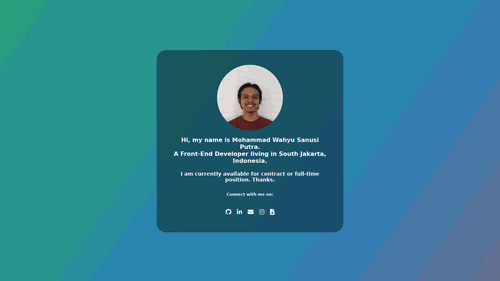 Hi, my name is Mohammad Wahyu Sanusi
Putra.
A Front-End Developer living in South Jakarta,
Indonesia.
I am currently available for contract or full-time
position. Thanks.
Connect with me on: